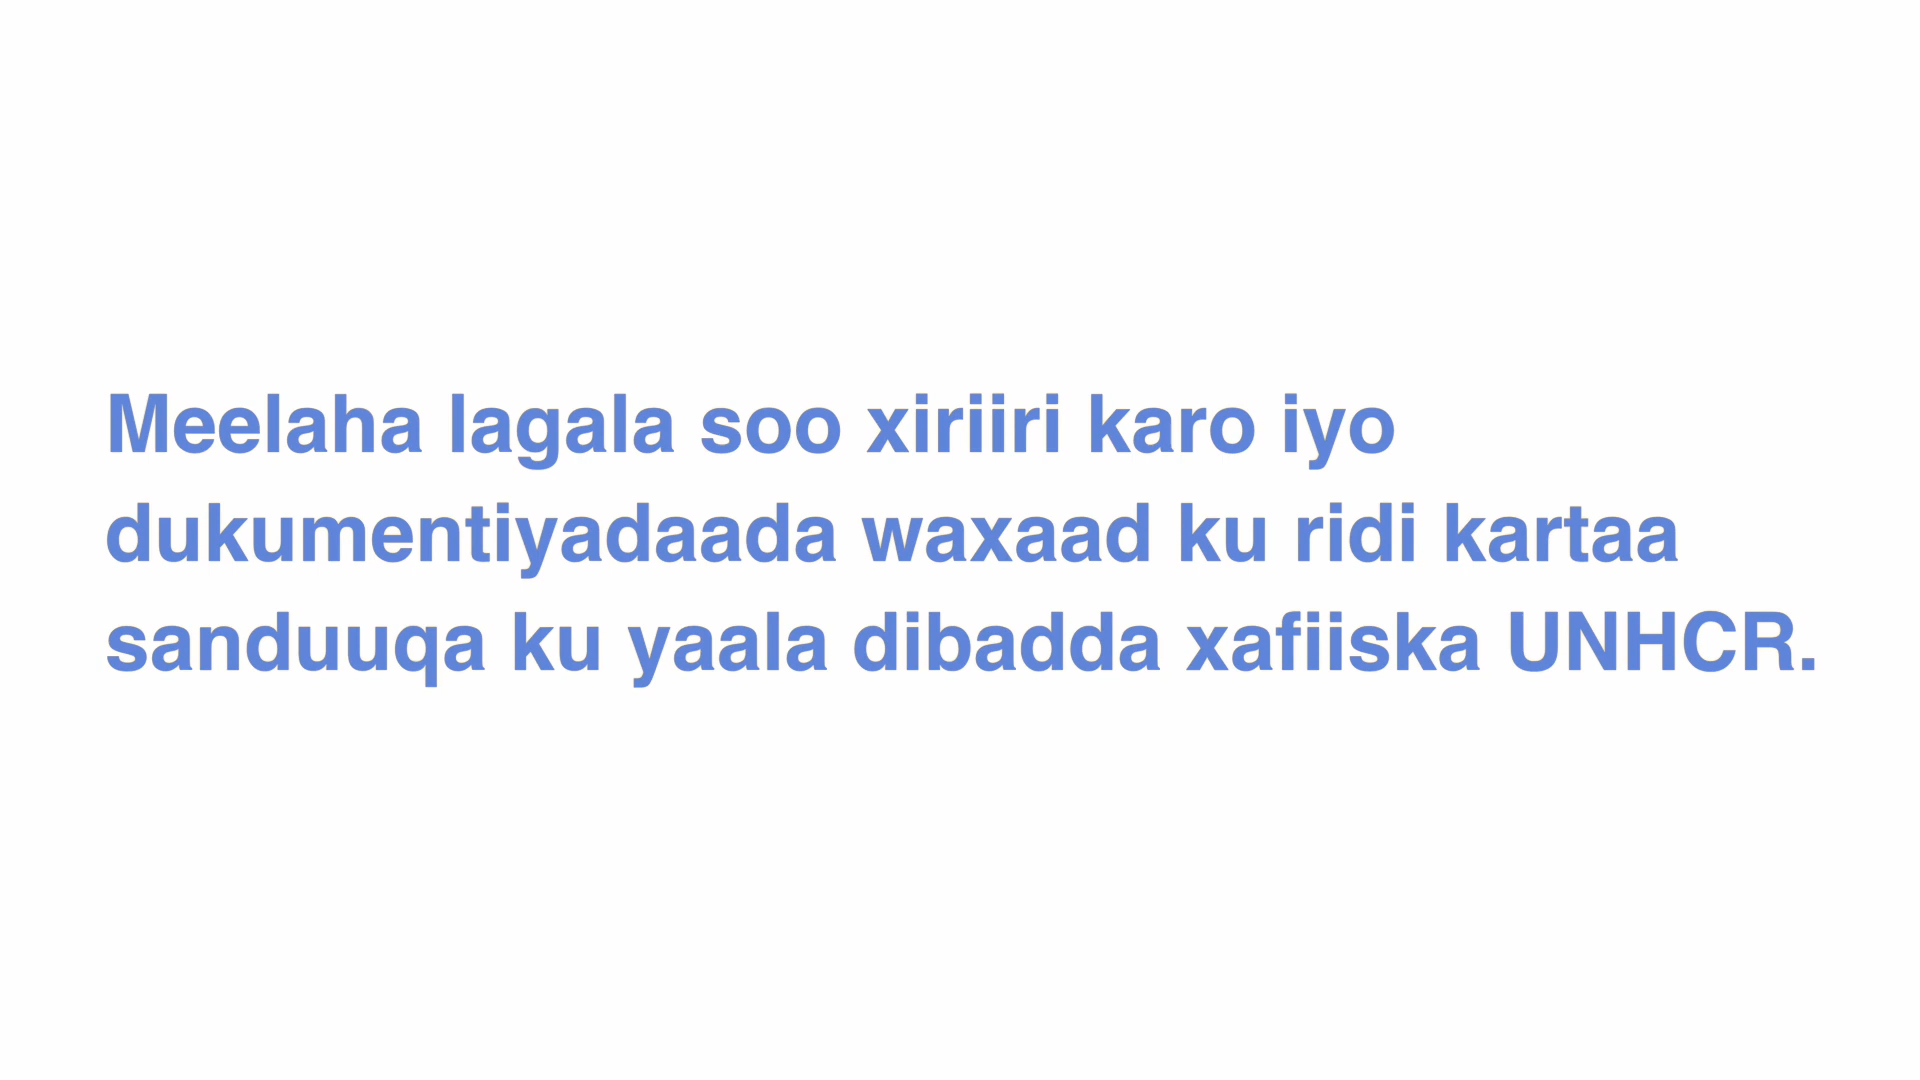 Meelaha lagala soo xiriiri karo iyo
dukumentiyadaada waxaad ku ridi kartaa
sanduuqa ku yaala dibadda xafiiska UNHCR.